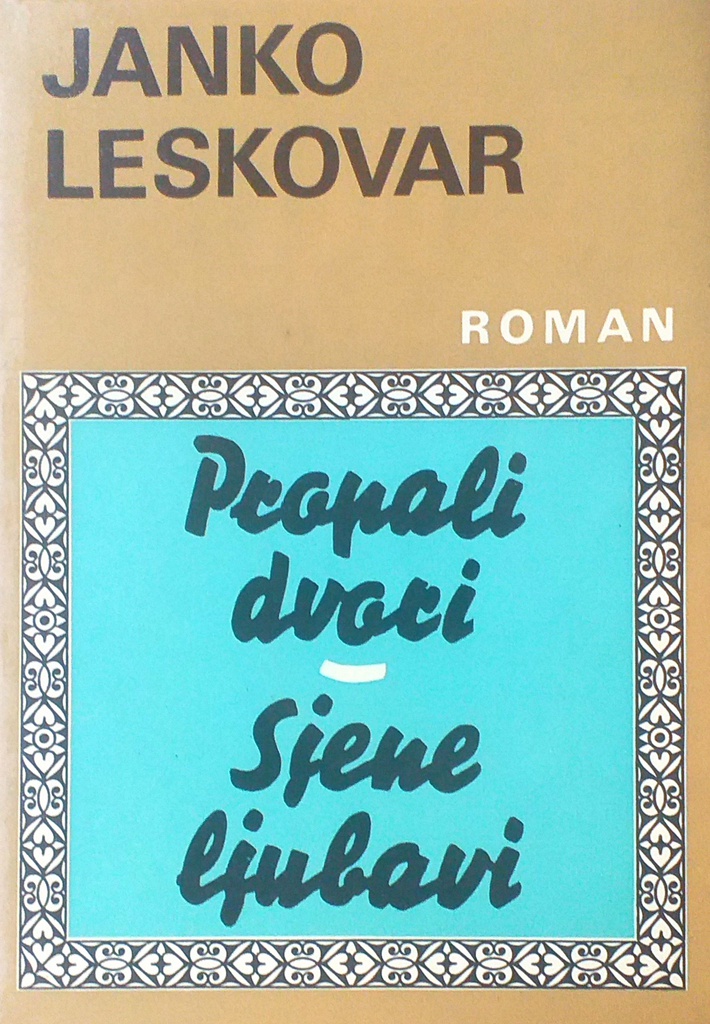 JANKO
LESKOVAR
ROMAN
Propali
dvori
Sjene
ljubavi